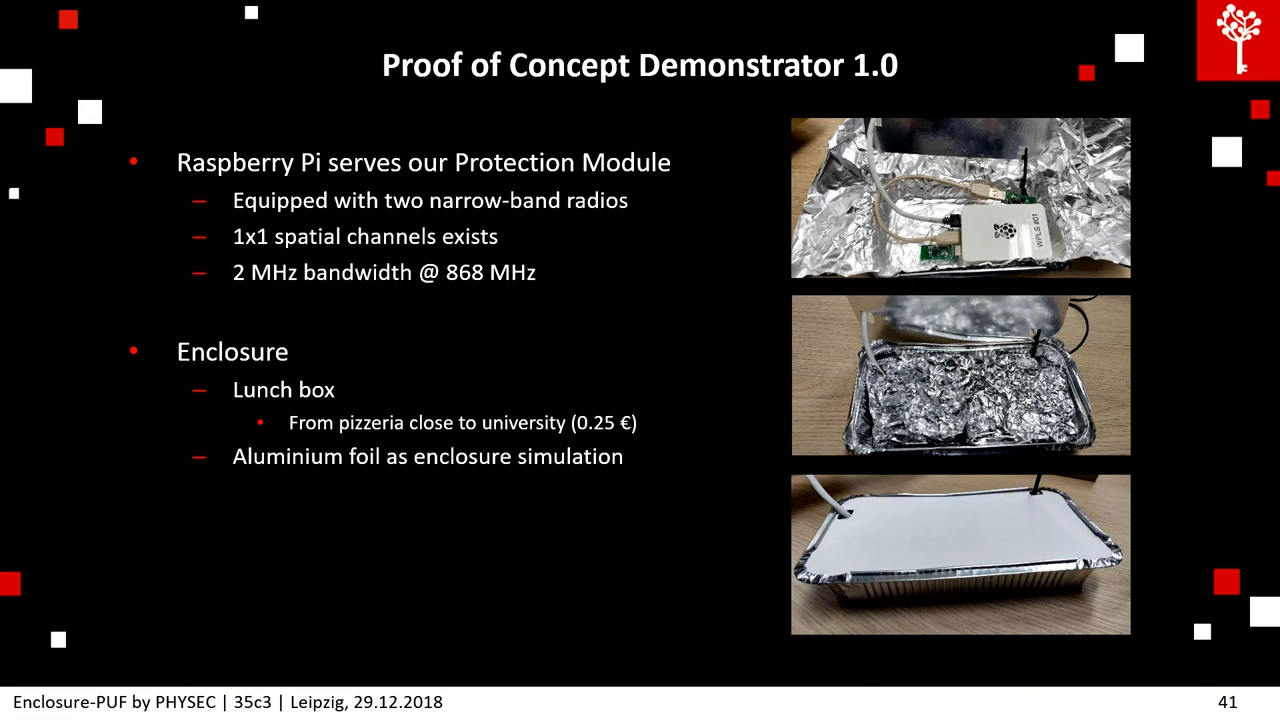 Proof of Concept Demonstrator 1.0
Raspberry Pi serves our Protection Module
Equipped with two narrow-band radios
1x1 spatial channels exists
2 MHz bandwidth @ 868 MHz
Enclosure
Lunch box
From pizzeria close to university (0.25 €)
Aluminium foil as enclosure simulation
WPLS #01
Enclosure-PUF by PHYSEC | 35c3 | Leipzig, 29.12.2018
41